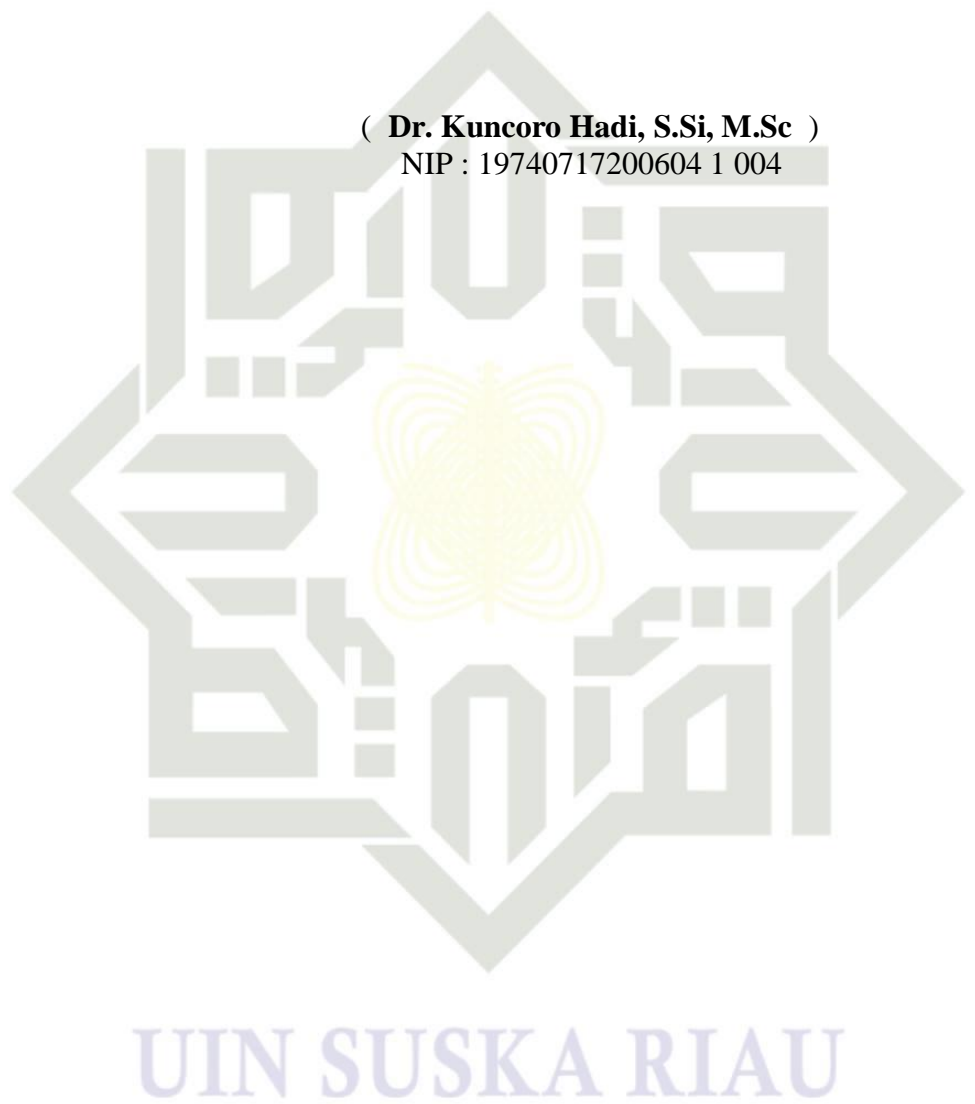 ( Dr. Kuncoro Hadi, S.Si, M.Sc )
NIP : 19740717200604 1 004
UIN SUSKA RIAU